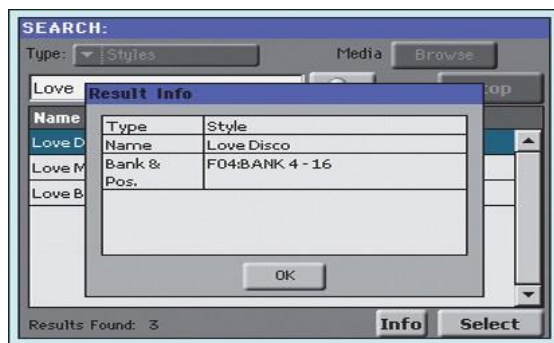 SEARCH:
Type: Styles Media Browse
Love
Result Info
Name
Type Style
Love D Name Love Disco
Love M Bank & F04:BANK 4 - 16
Pos.
Love B
OK
Results Found: 3 Info Select